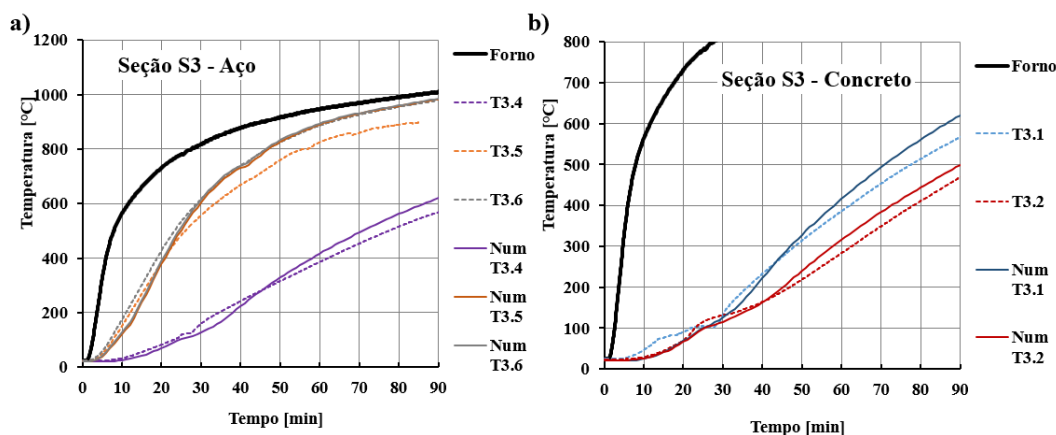 a)
Seção S3 - Aço
Temperatura [°C]
1200
1000
800
600
400
200
0
0 10 20 30 40 50 60 70 80 90
Tempo [min]
Forno
T3.4
T3.5
T3.6
Num
T3.4
Num
T3.5
Num
T3.6
b)
Seção S3 - Concreto
Temperatura [°C]
800
700
600
500
400
300
200
100
0
0 10 20 30 40 50 60 70 80 90
Tempo [min]
Forno
T3.1
T3.2
Num
T3.1
Num
T3.2